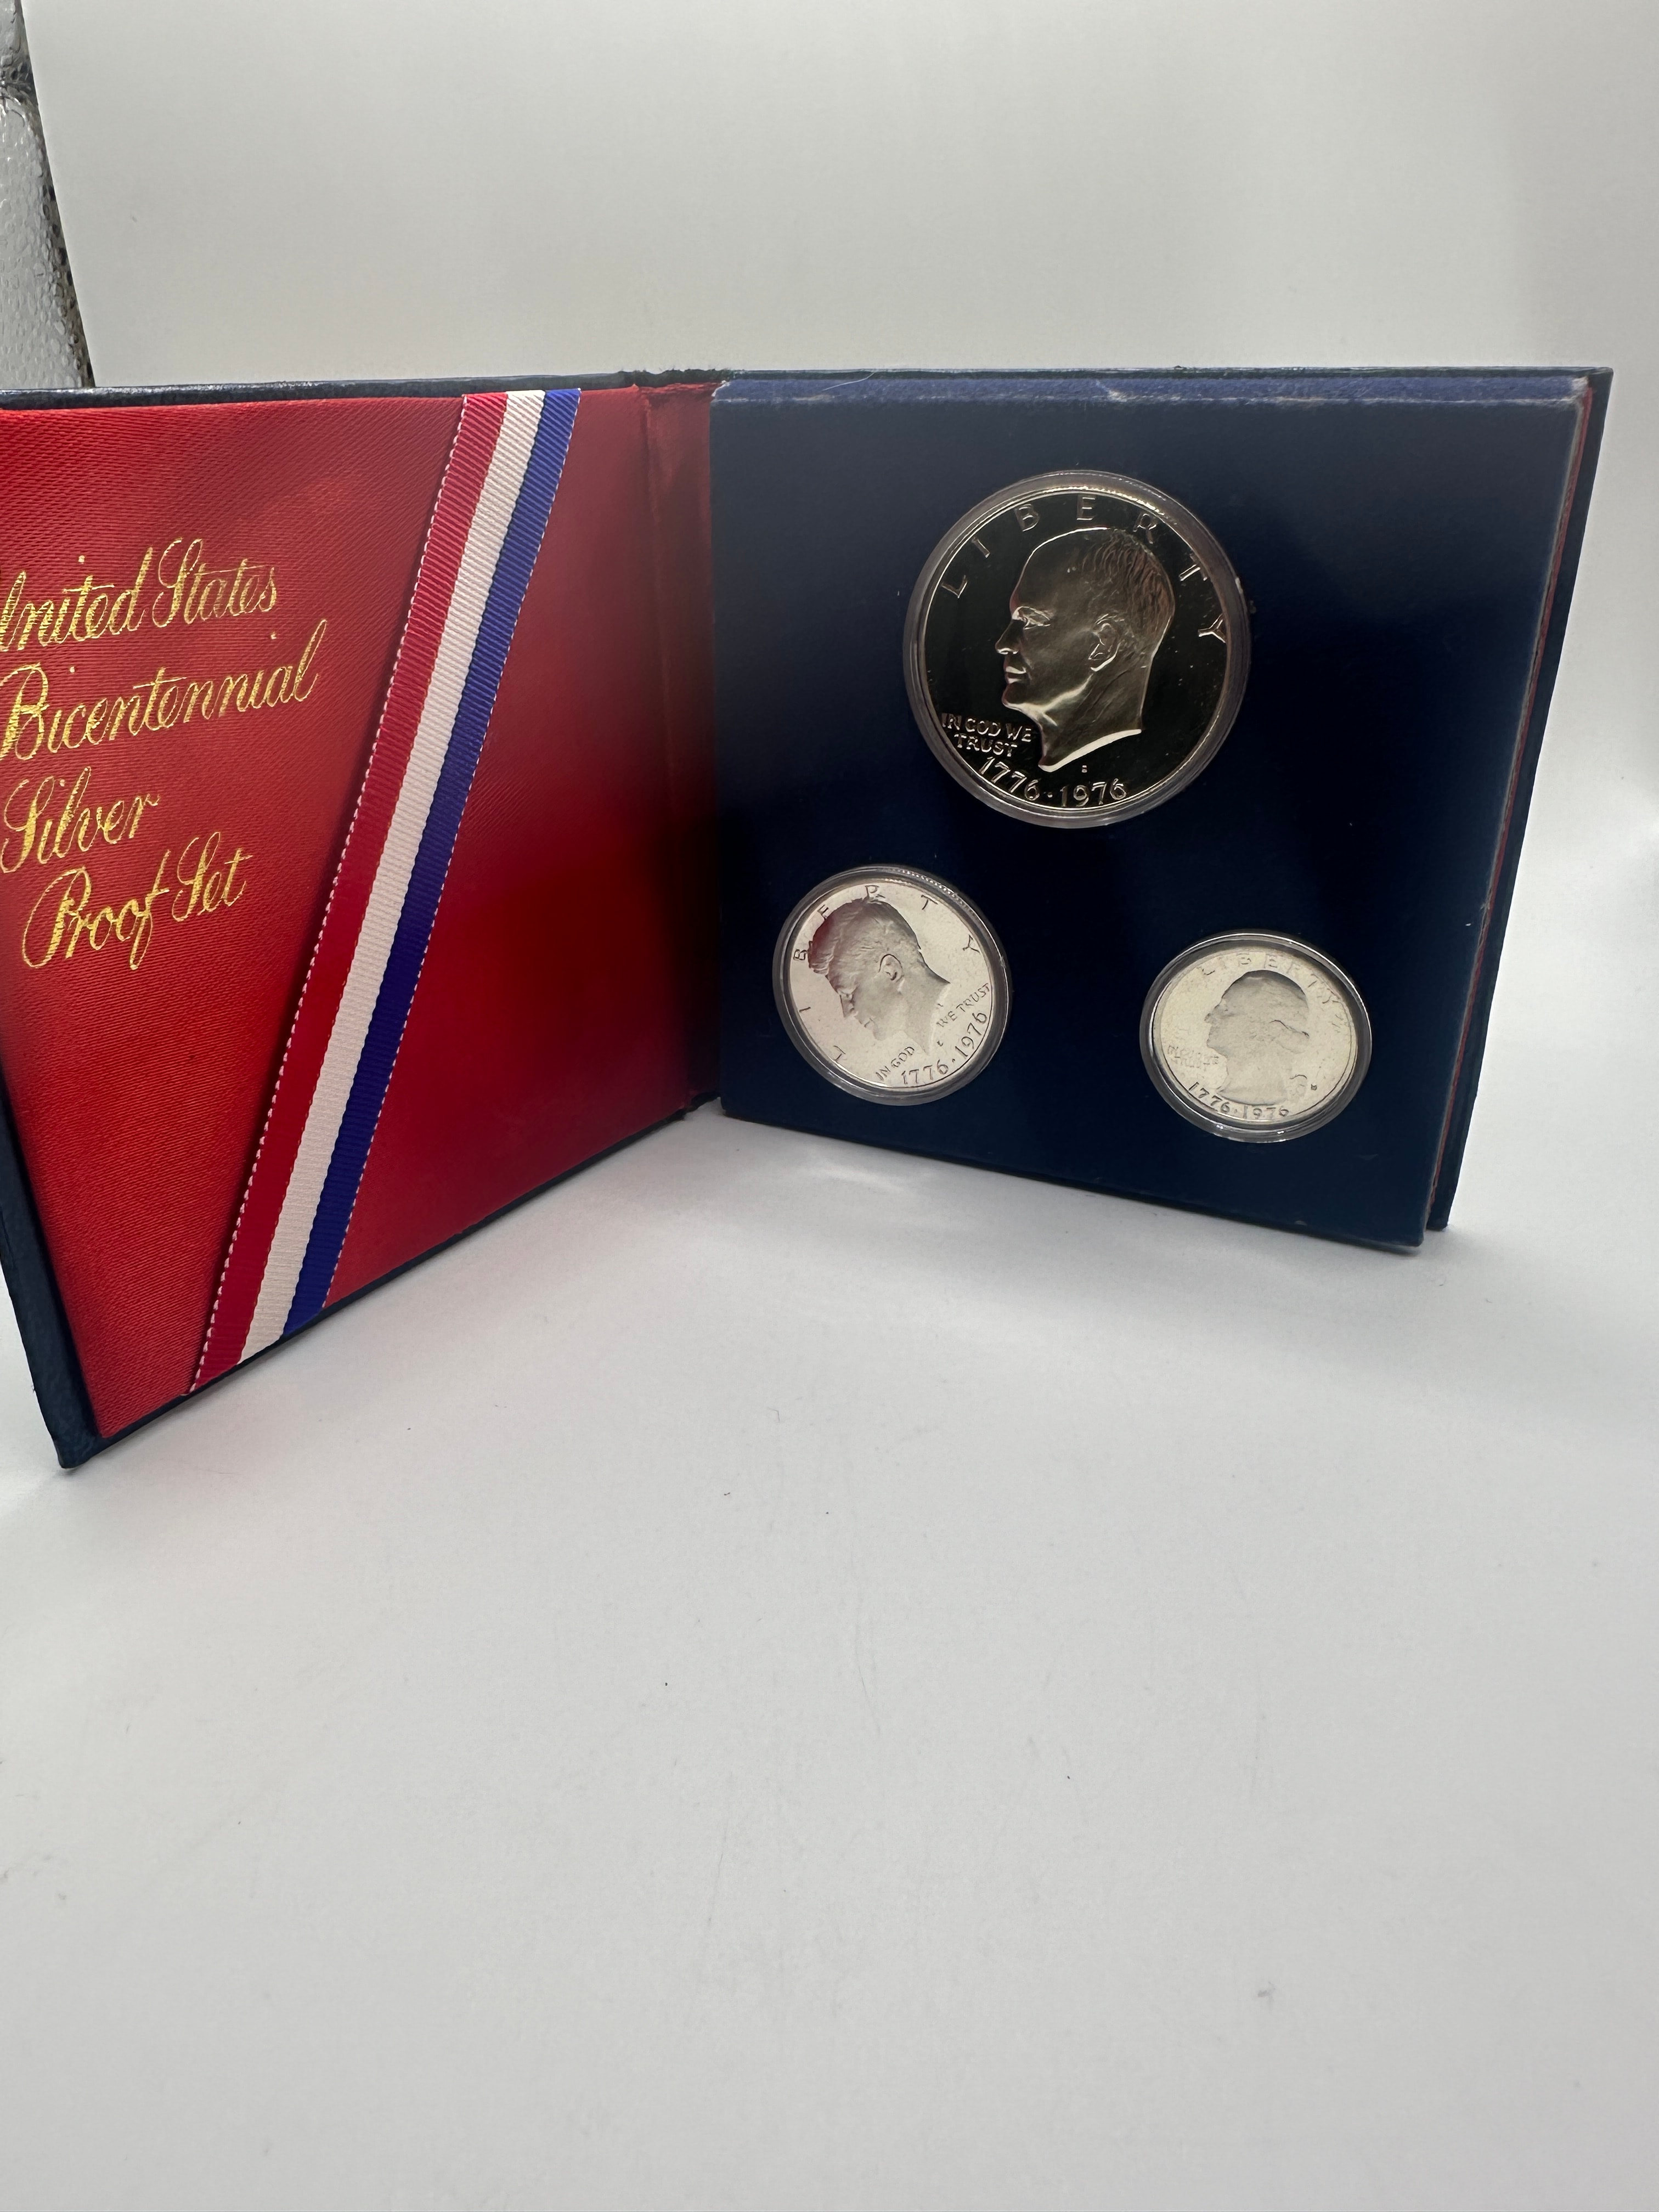 United States
Bicentennial
Silver
Proof Set
LIBERTY
IN GOD WE
TRUST
1776·1976
LIBERTY
IN GOD WE TRUST
1776·1976
LIBERTY
1776·1976